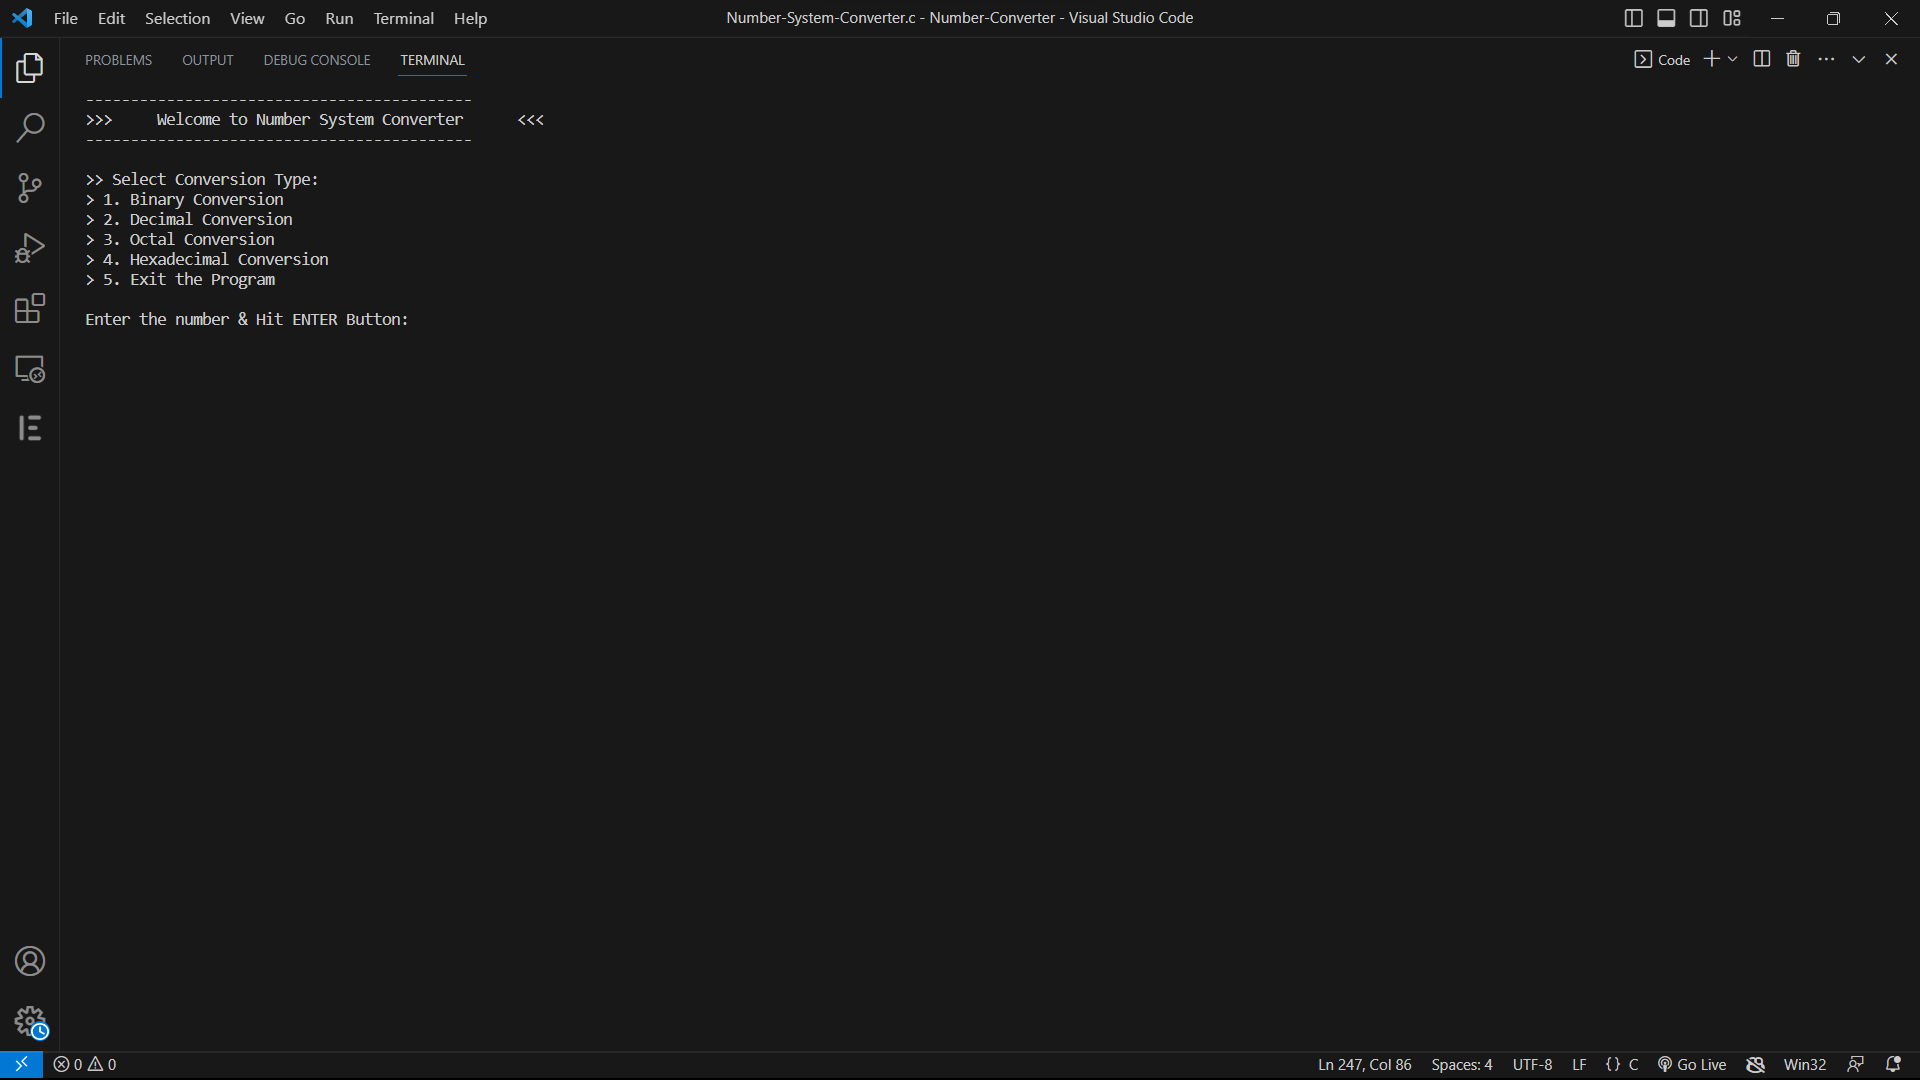 File Edit Selection View Go Run Terminal Help Number-System-Converter.c - Number-Converter - Visual Studio Code
PROBLEMS OUTPUT DEBUG CONSOLE TERMINAL Code
-------------------------------------------
>>>     Welcome to Number System Converter      <<<
-------------------------------------------
>> Select Conversion Type:
> 1. Binary Conversion
> 2. Decimal Conversion
> 3. Octal Conversion
> 4. Hexadecimal Conversion
> 5. Exit the Program
Enter the number & Hit ENTER Button:
0 0 Ln 247, Col 86 Spaces: 4 UTF-8 LF {} C Go Live Win32